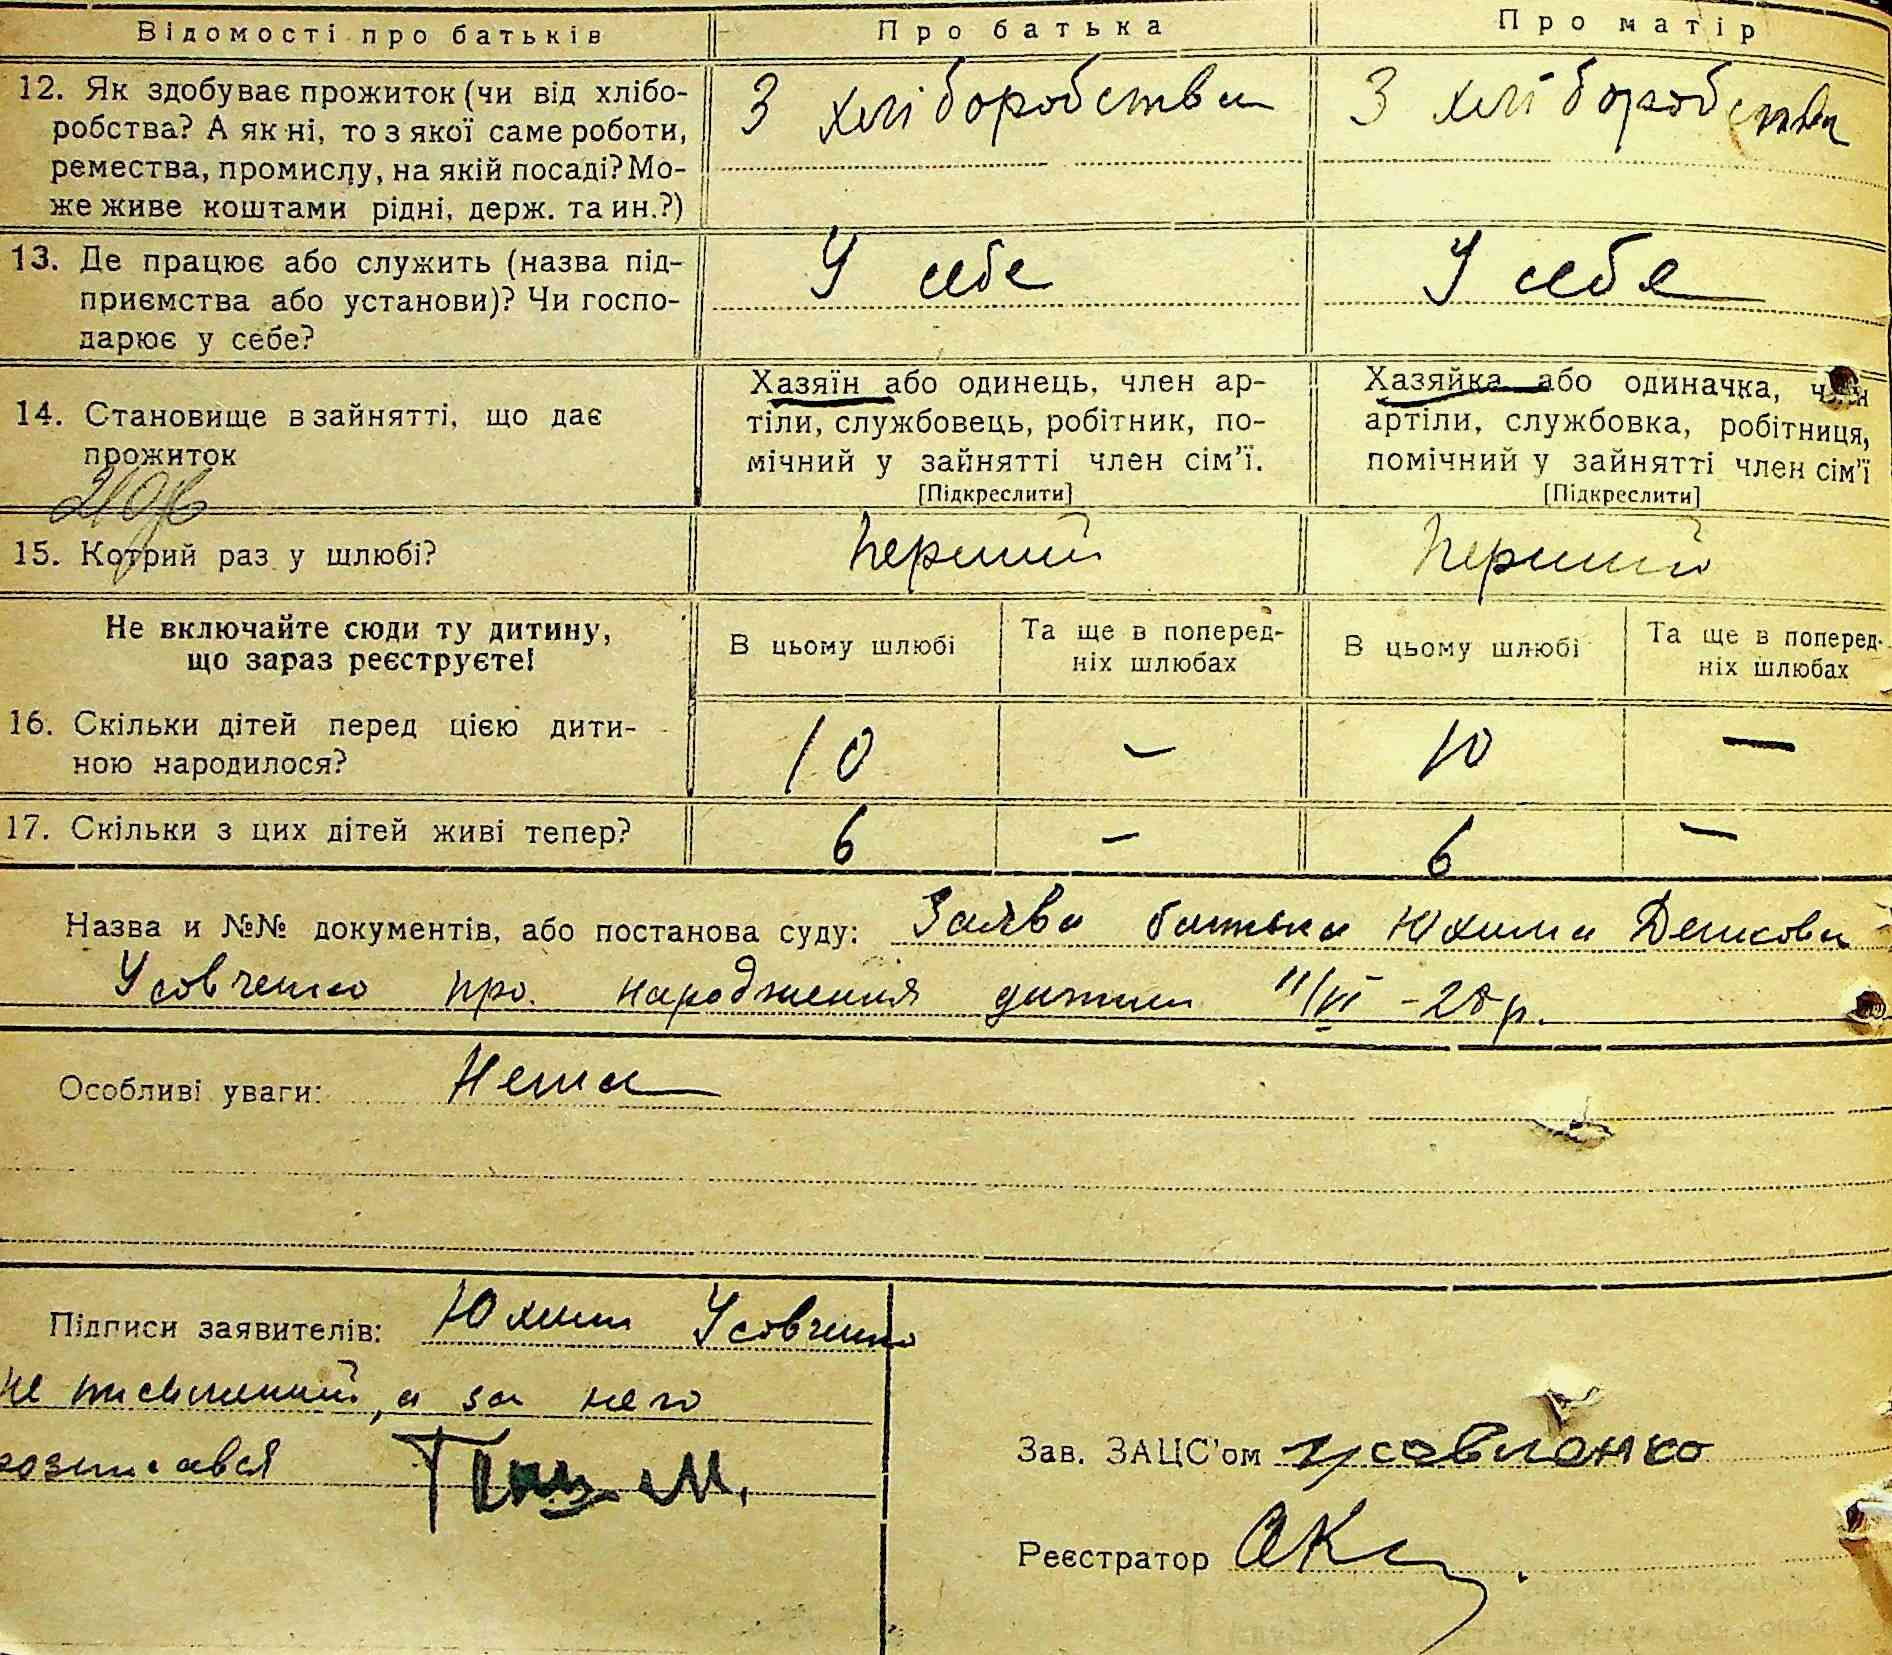 Відомості про батьків Про батька Про матір
12. Як здобуває прожиток (чи від хлібо-
робства? А як ні, то з якої саме роботи,
ремества, промислу, на якій посаді? Мо-
же живе коштами рідні, держ. та ин.?)
З хліборобства З хліборобства
13. Де працює або служить (назва під-
приємства або установи)? Чи госпо-
дарює у себе?
У себе У себе
14. Становище в зайнятті, що дає
прожиток
Хазяїн або одинець, член ар-
тіли, службовець, робітник, по-
мічний у зайнятті член сім'ї.
[Підкреслити]
Хазяйка або одиначка, член
артіли, службовка, робітниця,
помічний у зайнятті член сім'ї
[Підкреслити]
15. Котрий раз у шлюбі? Перший Перший
Не включайте сюди ту дитину,
що зараз реєструєте!
В цьому шлюбі Та ще в поперед-
ніх шлюбах
В цьому шлюбі Та ще в поперед-
ніх шлюбах
16. Скільки дітей перед цією дити-
ною народилося?
10 – 10 —
17. Скільки з цих дітей живі тепер? 6 – 6 —
Назва и №№ документів, або постанова суду: Заява батька Юхима
Усовченко про народження дитини 11/VI – 28 р.
Особливі уваги: Нема
Підписи заявителів: Юхим Усовченко
не письменний, а за него
розписався
Зав. ЗАЦС'ом
Реєстратор